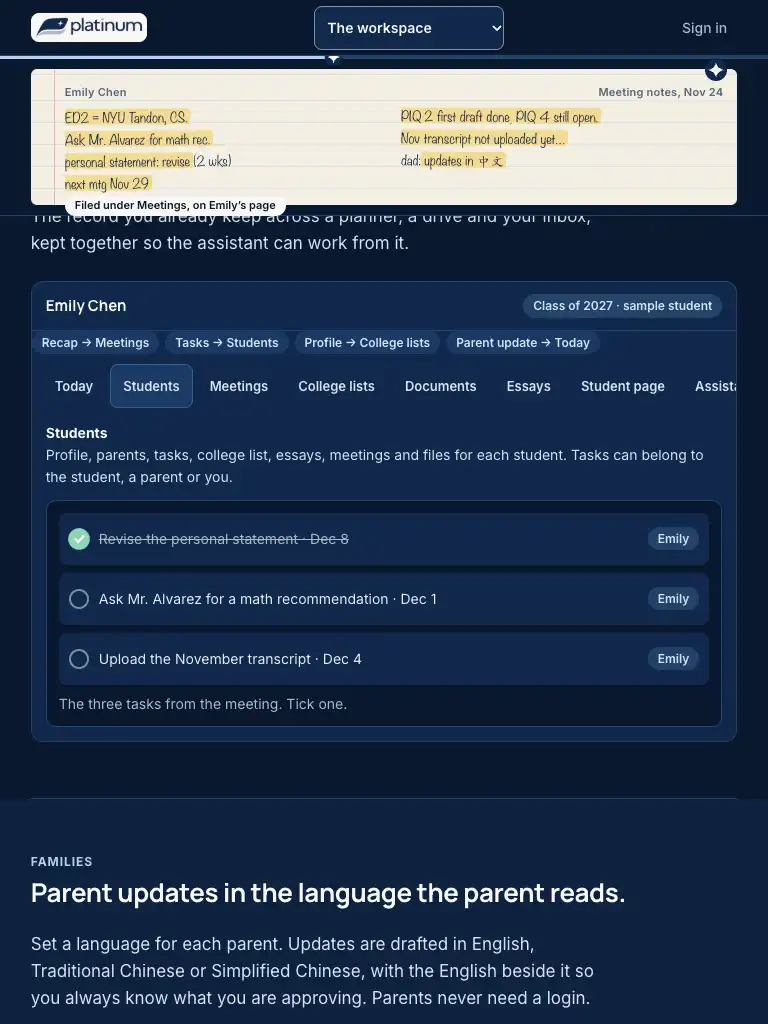 platinum
The workspace
Sign in
Emily Chen
Meeting notes, Nov 24
ED2 = NYU Tandon, CS.
Ask Mr. Alvarez for math rec.
personal statement: revise (2 wks)
next mtg Nov 29
PIQ 2 first draft done, PIQ 4 still open.
Nov transcript not uploaded yet...
dad: updates in 中文
Filed under Meetings, on Emily's page
The record you already keep across a planner, a drive and your inbox,
kept together so the assistant can work from it.
Emily Chen
Class of 2027 · sample student
Recap → Meetings
Tasks → Students
Profile → College lists
Parent update → Today
Today
Students
Meetings
College lists
Documents
Essays
Student page
Assista
Students
Profile, parents, tasks, college list, essays, meetings and files for each student. Tasks can belong to
the student, a parent or you.
Revise the personal statement · Dec 8
Emily
Ask Mr. Alvarez for a math recommendation · Dec 1
Emily
Upload the November transcript · Dec 4
Emily
The three tasks from the meeting. Tick one.
FAMILIES
Parent updates in the language the parent reads.
Set a language for each parent. Updates are drafted in English,
Traditional Chinese or Simplified Chinese, with the English beside it so
you always know what you are approving. Parents never need a login.